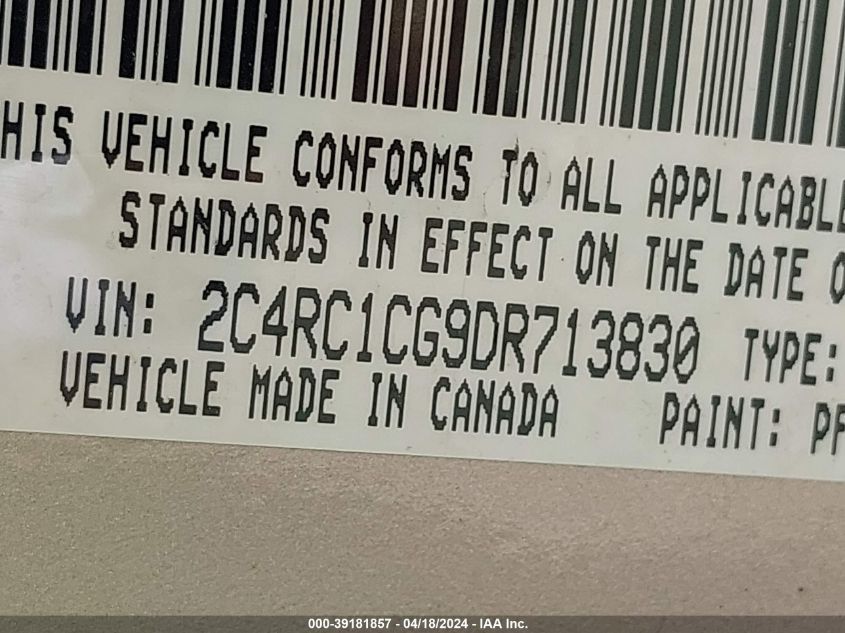 HIS VEHICLE CONFORMS TO ALL APPLICABLE
STANDARDS IN EFFECT ON THE DATE O
VIN: 2C4RC1CG9DR713830 TYPE:
VEHICLE MADE IN CANADA PAINT: PF
000-39181857 - 04/18/2024 - IAA Inc.